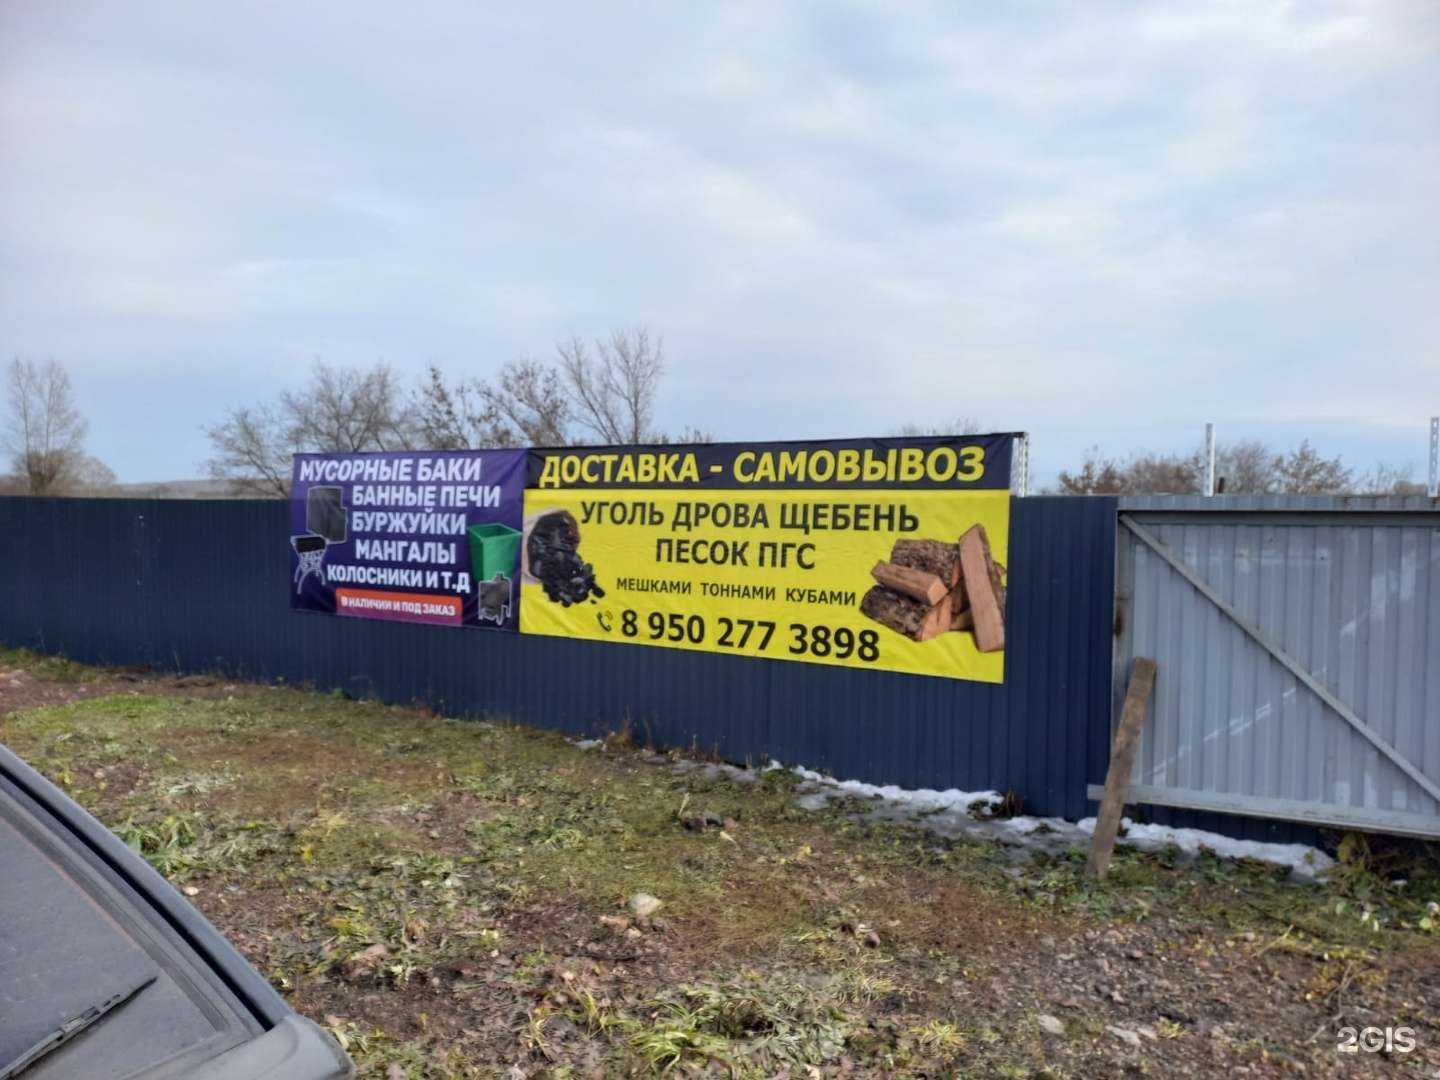 МУСОРНЫЕ БАКИ
БАННЫЕ ПЕЧИ
БУРЖУЙКИ
МАНГАЛЫ
КОЛОСНИКИ И Т.Д
В НАЛИЧИИ И ПОД ЗАКАЗ
ДОСТАВКА - САМОВЫВОЗ
УГОЛЬ ДРОВА ЩЕБЕНЬ
ПЕСОК ПГС
МЕШКАМИ ТОННАМИ КУБАМИ
8 950 277 3898
2GIS